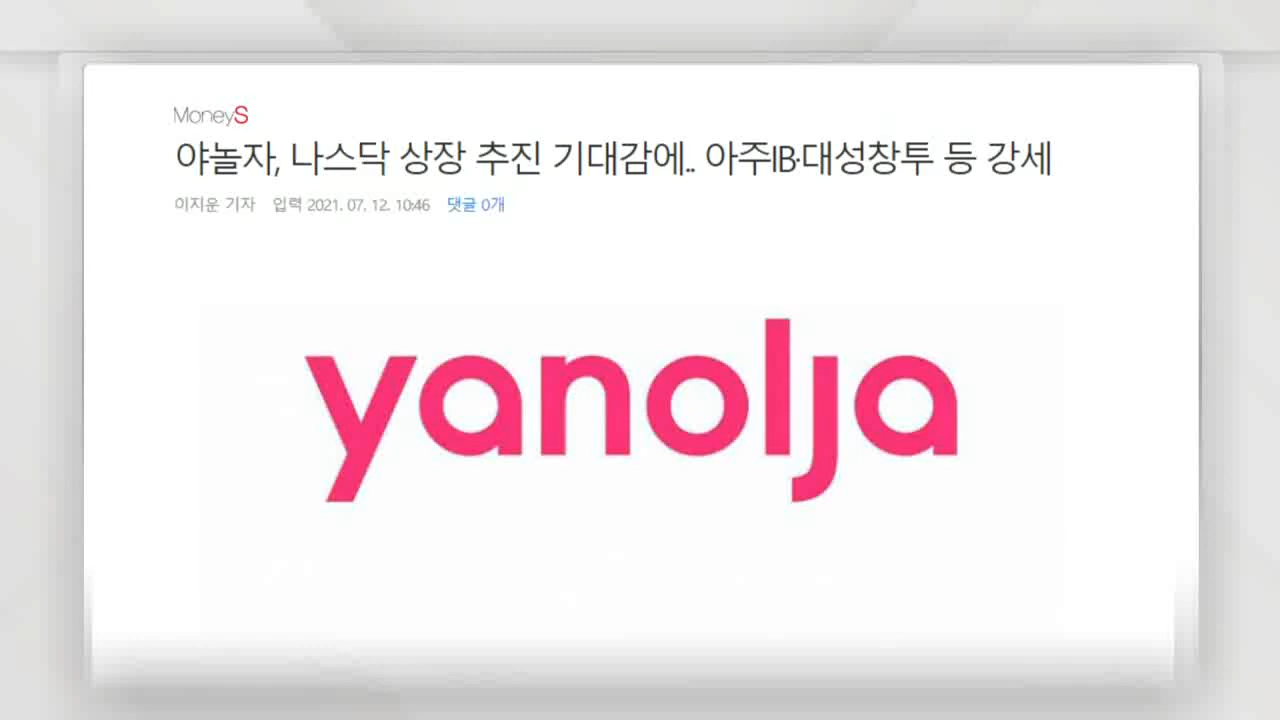 MoneyS
야놀자, 나스닥 상장 추진 기대감에.. 아주IB·대성창투 등 강세
이지운 기자 입력 2021. 07. 12. 10:46 댓글 0개
yanolja